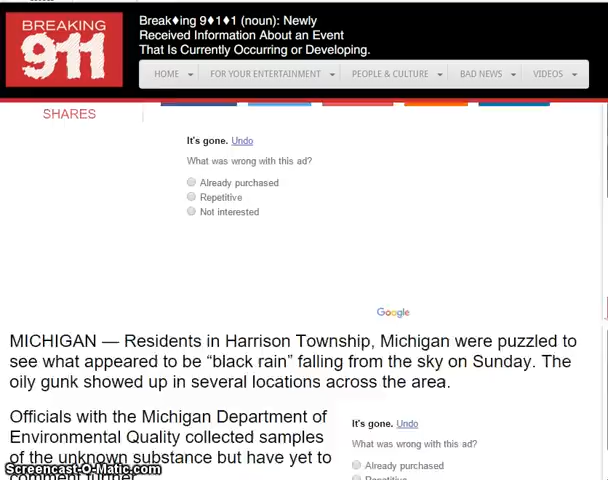 BREAKING
911
Break♦ing 9♦1♦1 (noun): Newly
Received Information About an Event
That Is Currently Occurring or Developing.
HOME
FOR YOUR ENTERTAINMENT
PEOPLE & CULTURE
BAD NEWS
VIDEOS
SHARES
It's gone. Undo
What was wrong with this ad?
Already purchased
Repetitive
Not interested
Google
MICHIGAN — Residents in Harrison Township, Michigan were puzzled to
see what appeared to be “black rain” falling from the sky on Sunday. The
oily gunk showed up in several locations across the area.
Officials with the Michigan Department of
Environmental Quality collected samples
of the unknown substance but have yet to
comment further.
It's gone. Undo
What was wrong with this ad?
Already purchased
Repetitive
Screencast-O-Matic.com